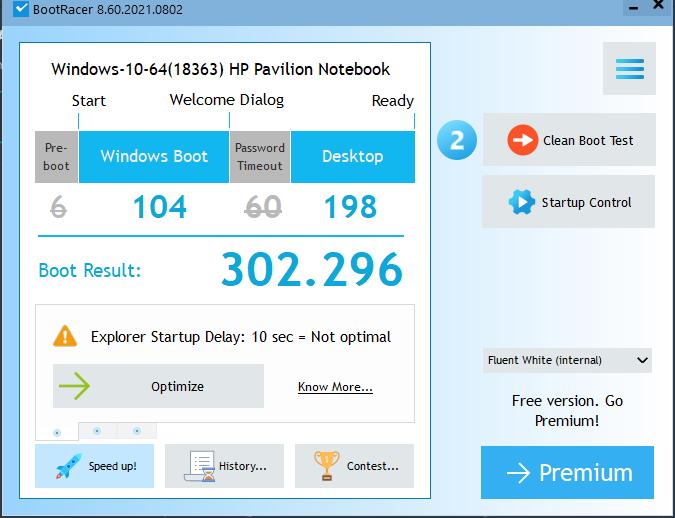 BootRacer 8.60.2021.0802
Windows-10-64(18363) HP Pavilion Notebook
Start
Welcome Dialog
Ready
Pre-
boot
Windows Boot
Password
Timeout
Desktop
6
104
60
198
Boot Result:
302.296
Explorer Startup Delay: 10 sec = Not optimal
Optimize
Know More...
Speed up!
History...
Contest...
2
Clean Boot Test
Startup Control
Fluent White (internal)
Free version. Go
Premium!
Premium